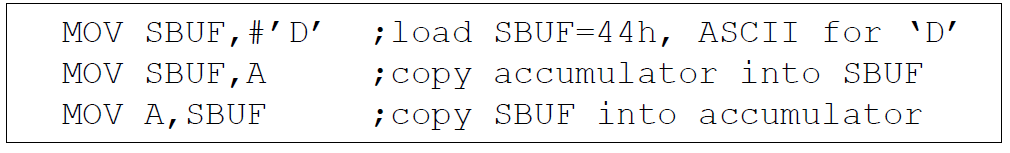 MOV SBUF,#’D’ ;load SBUF=44h, ASCII for ‘D’
MOV SBUF,A ;copy accumulator into SBUF
MOV A,SBUF ;copy SBUF into accumulator